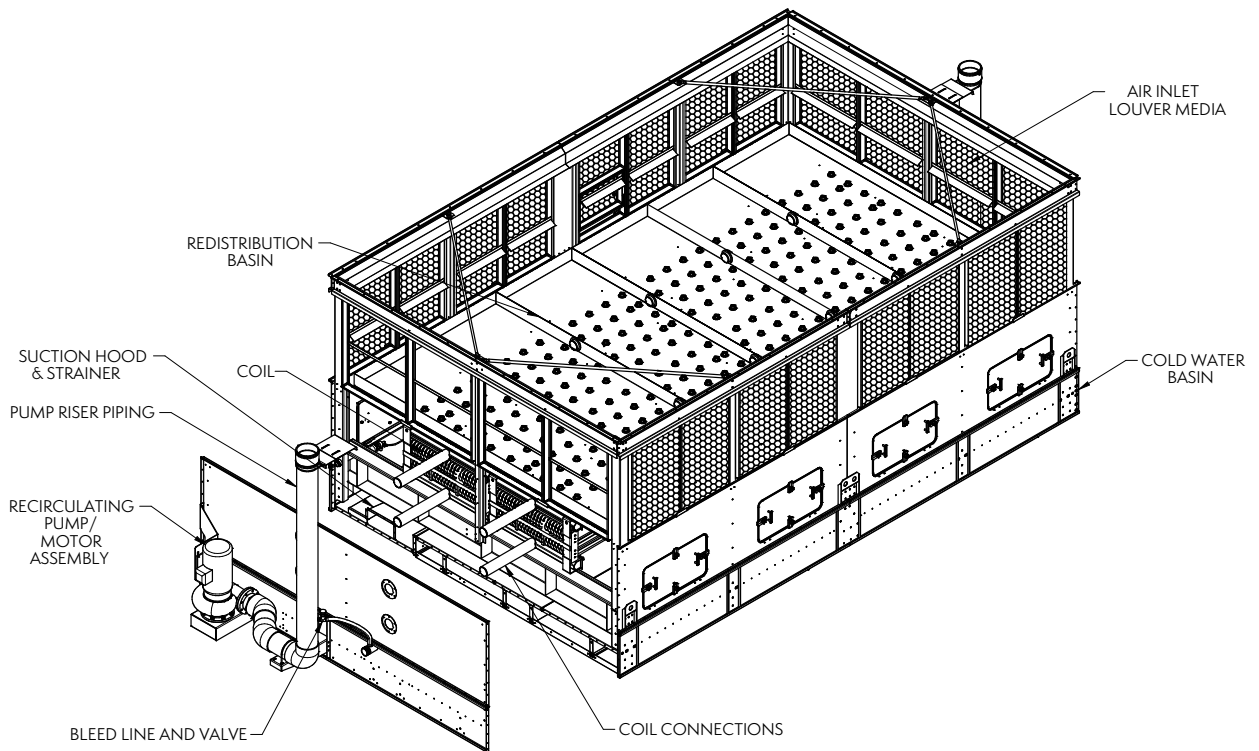 AIR INLET
LOUVER MEDIA
REDISTRIBUTION
BASIN
SUCTION HOOD
& STRAINER
COIL
COLD WATER
BASIN
PUMP RISER PIPING
RECIRCULATING
PUMP/
MOTOR
ASSEMBLY
BLEED LINE AND VALVE
COIL CONNECTIONS